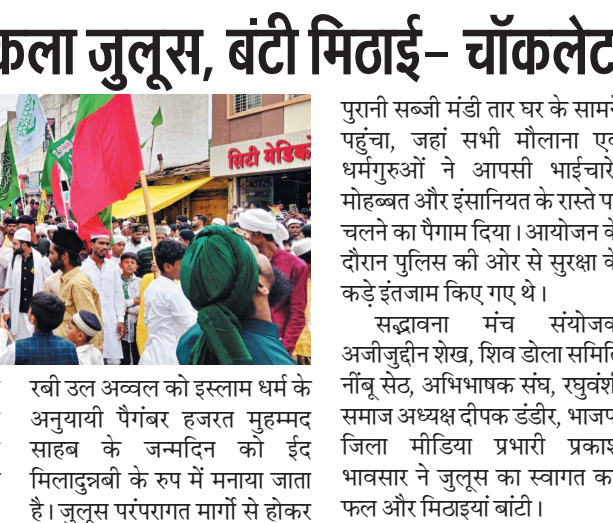 कला जुलूस, बंटी मिठाई– चॉकलेट
सिटी मेडिक
रबी उल अव्वल को इस्लाम धर्म के
अनुयायी पैगंबर हजरत मुहम्मद
साहब के जन्मदिन को ईद
मिलादुन्नबी के रुप में मनाया जाता
है। जुलूस परंपरागत मार्गो से होकर
पुरानी सब्जी मंडी तार घर के सामने
पहुंचा, जहां सभी मौलाना एवं
धर्मगुरुओं ने आपसी भाईचारे,
मोहब्बत और इंसानियत के रास्ते प
चलने का पैगाम दिया। आयोजन के
दौरान पुलिस की ओर से सुरक्षा के
कड़े इंतजाम किए गए थे।
सद्भावना मंच संयोजक
अजीजुद्दीन शेख, शिव डोला समिति
नींबू सेठ, अभिभाषक संघ, रघुवंशी
समाज अध्यक्ष दीपक डंडीर, भाजप
जिला मीडिया प्रभारी प्रकाश
भावसार ने जुलूस का स्वागत क
फल और मिठाइयां बांटी।